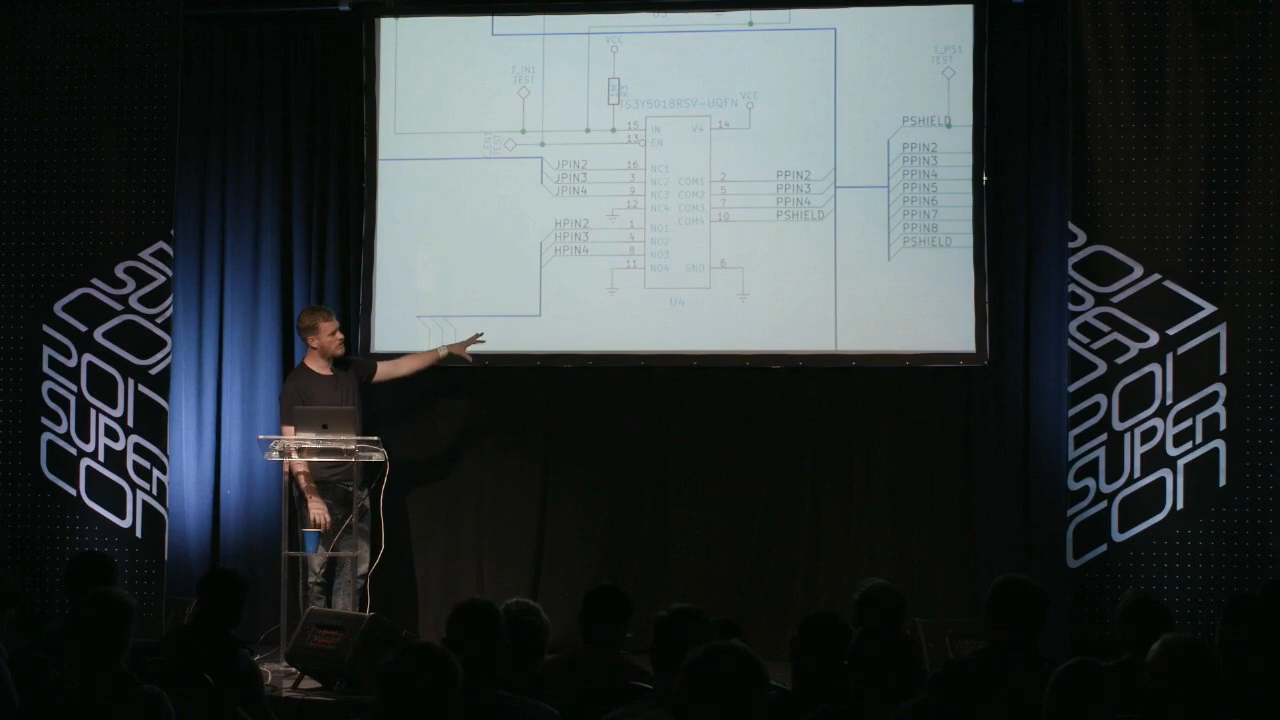 VCC
T_IN1
TEST
TS3Y5018RSV-UQFN
VCC
T_PS1
TEST
15 IN V+ 14
13 EN
TEST
JPIN2 16 NC1
JPIN3 3 NC2 COM1 2 PPIN2
JPIN4 9 NC3 COM2 5 PPIN3
12 NC4 COM3 7 PPIN4
COM4 10 PSHIELD
HPIN2 1 NO1
HPIN3 4 NO2
HPIN4 8 NO3
11 NO4 GND 6
U4
PSHIELD
PPIN2
PPIN3
PPIN4
PPIN5
PPIN6
PPIN7
PPIN8
PSHIELD
SUPER
CON
SUPER
CON